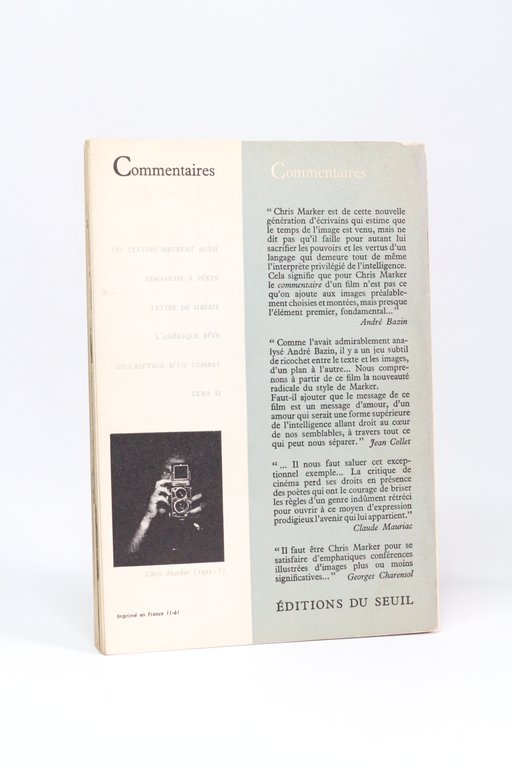 Commentaires
LES STATUES MEURENT AUSSI
DIMANCHE A PEKIN
LETTRE DE SIBÉRIE
L'AMÉRIQUE RÊVE
DESCRIPTION D'UN COMBAT
CUBA SI
Chris Marker (1921-?)
Imprimé en France 11-61
Commentaires
“ Chris Marker est de cette nouvelle
génération d'écrivains qui estime que
le temps de l'image est venu, mais ne
dit pas qu'il faille pour autant lui
sacrifier les pouvoirs et les vertus d'un
langage qui demeure tout de même
l'interprète privilégié de l'intelligence.
Cela signifie que pour Chris Marker
le commentaire d'un film n'est pas ce
qu'on ajoute aux images préalable-
ment choisies et montées, mais presque
l'élément premier, fondamental...”
André Bazin
“ Comme l'avait admirablement ana-
lysé André Bazin, il y a un jeu subtil
de ricochet entre le texte et les images,
d'un plan à l'autre... Nous compre-
nons à partir de ce film la nouveauté
radicale du style de Marker.
Faut-il ajouter que le message de ce
film est un message d'amour, d'un
amour qui serait une forme supérieure
de l'intelligence allant droit au cœur
de nos semblables, à travers tout ce
qui peut nous séparer.” Jean Collet
“ ... Il nous faut saluer cet excep-
tionnel exemple... La critique de
cinéma perd ses droits en présence
des poètes qui ont le courage de briser
les règles d'un genre indûment rétréci
pour ouvrir à ce moyen d'expression
prodigieux l'avenir qui lui appartient.”
Claude Mauriac
“ Il faut être Chris Marker pour se
satisfaire d'emphatiques conférences
illustrées d'images plus ou moins
significatives...” Georges Charensol
ÉDITIONS DU SEUIL